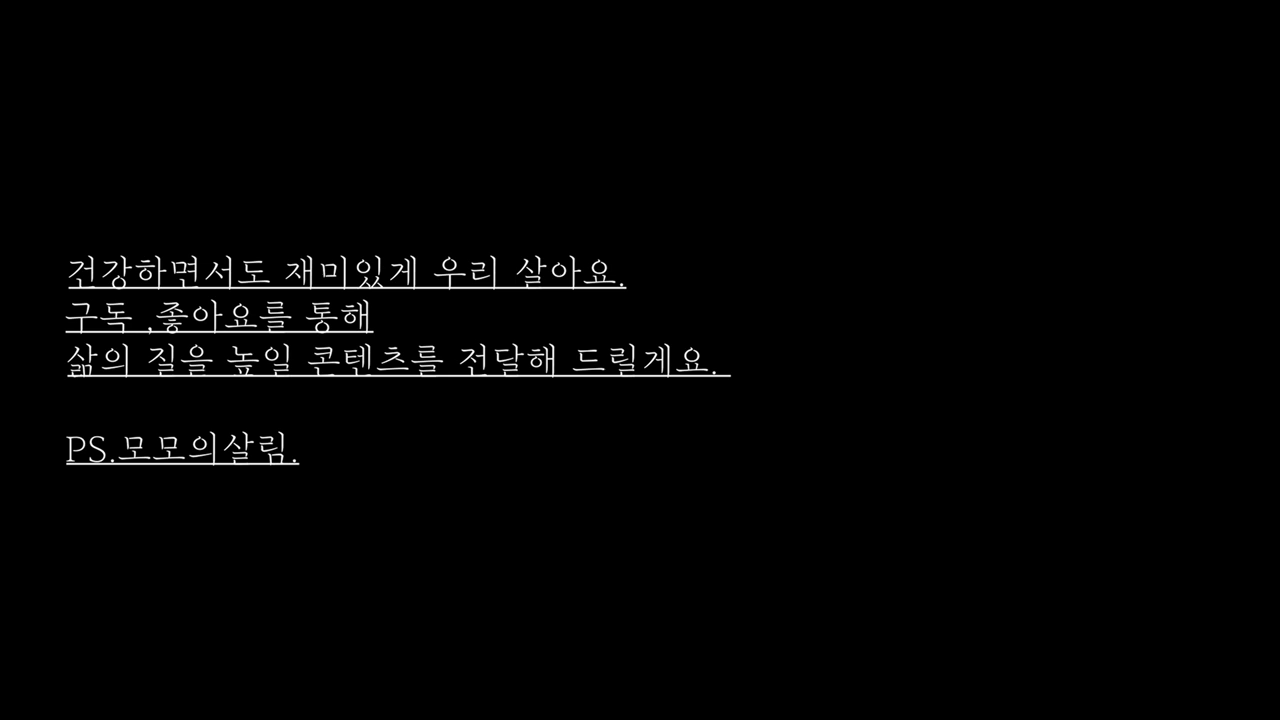 건강하면서도 재미있게 우리 살아요.
구독 ,좋아요를 통해
삶의 질을 높일 콘텐츠를 전달해 드릴게요.
PS.모모의살림.